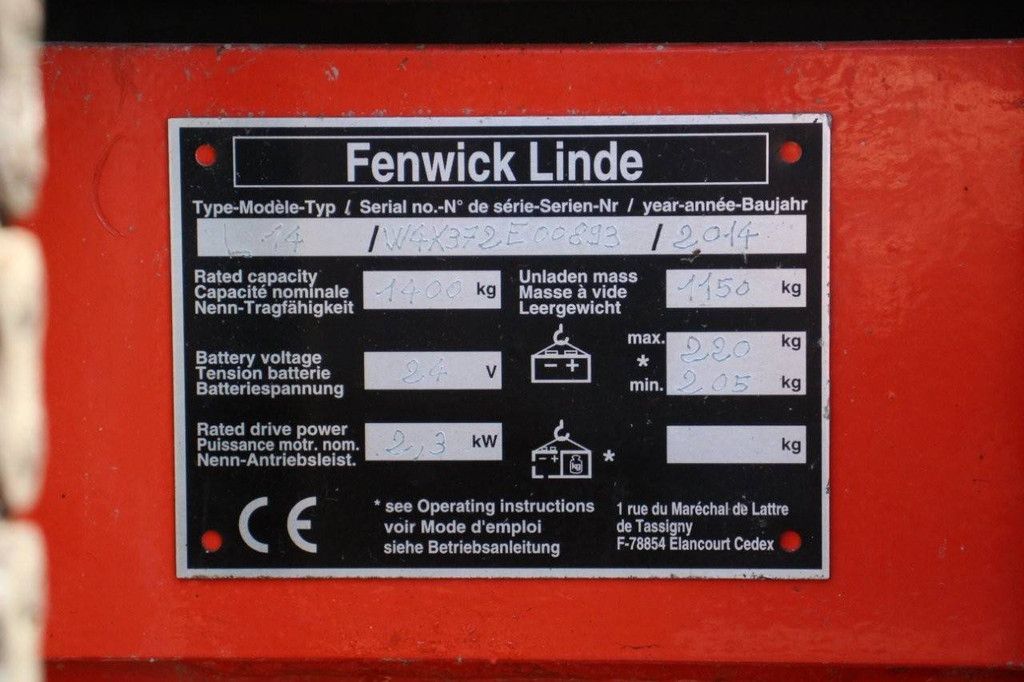 Fenwick Linde
Type-Modèle-Typ / Serial no.-N° de série-Serien-Nr / year-année-Baujahr
L 14 / W4X372E00893 / 2014
Rated capacity
Capacité nominale
Nenn-Tragfähigkeit
1400 kg
Unladen mass
Masse à vide
Leergewicht
1150 kg
Battery voltage
Tension batterie
Batteriespannung
24 V
- +
max. 220 kg
*
min. 205 kg
Rated drive power
Puissance motr. nom.
Nenn-Antriebsleist.
2,3 kW
- + kg
* kg
CE
* see Operating instructions
voir Mode d'emploi
siehe Betriebsanleitung
1 rue du Maréchal de Lattre
de Tassigny
F-78854 Elancourt Cedex